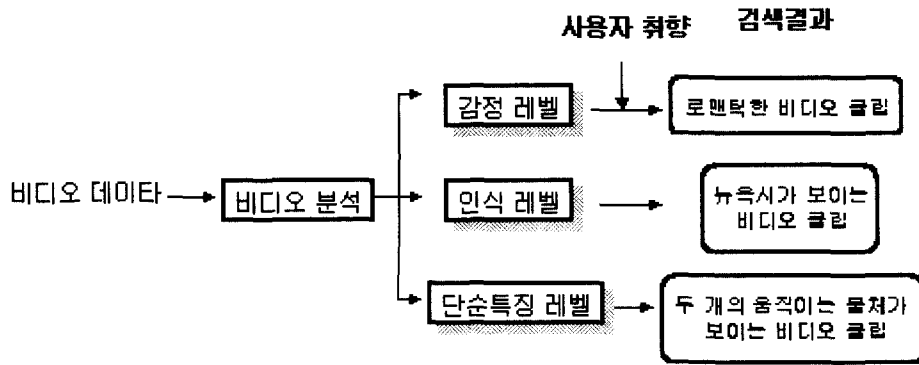 사용자 취향
검색결과
감정 레벨
로맨틱한 비디오 클립
비디오 데이타
비디오 분석
인식 레벨
뉴욕시가 보이는
비디오 클립
단순특징 레벨
두 개의 움직이는 물체가
보이는 비디오 클립